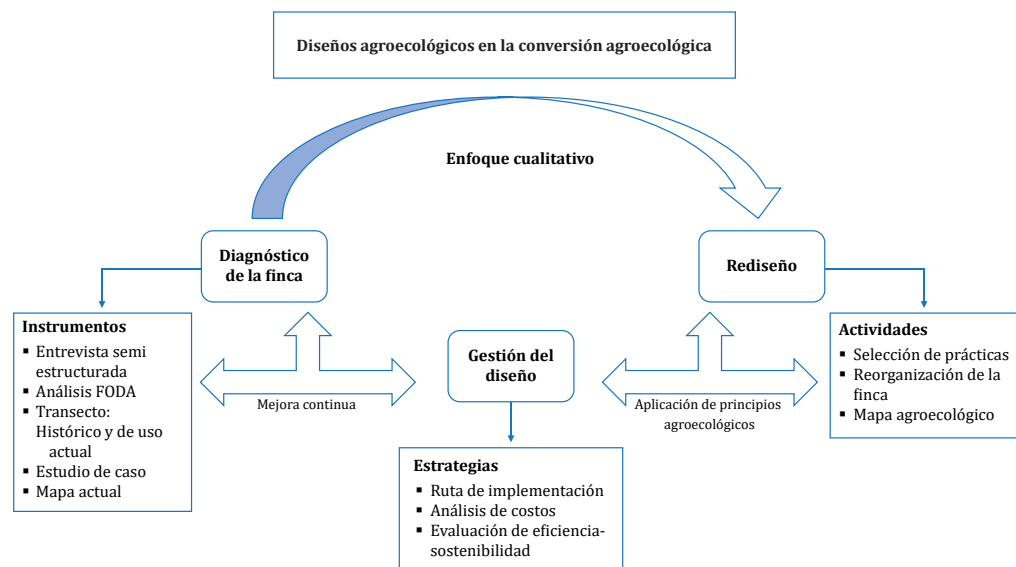 Diseños agroecológicos en la conversión agroecológica
Enfoque cualitativo
Diagnóstico
de la finca
Rediseño
Instrumentos
▪ Entrevista semi
estructurada
▪ Análisis FODA
▪ Transecto:
Histórico y de uso
actual
▪ Estudio de caso
▪ Mapa actual
Mejora continua
Gestión del
diseño
Aplicación de principios
agroecológicos
Actividades
▪ Selección de prácticas
▪ Reorganización de la
finca
▪ Mapa agroecológico
Estrategias
▪ Ruta de implementación
▪ Análisis de costos
▪ Evaluación de eficiencia-
sostenibilidad